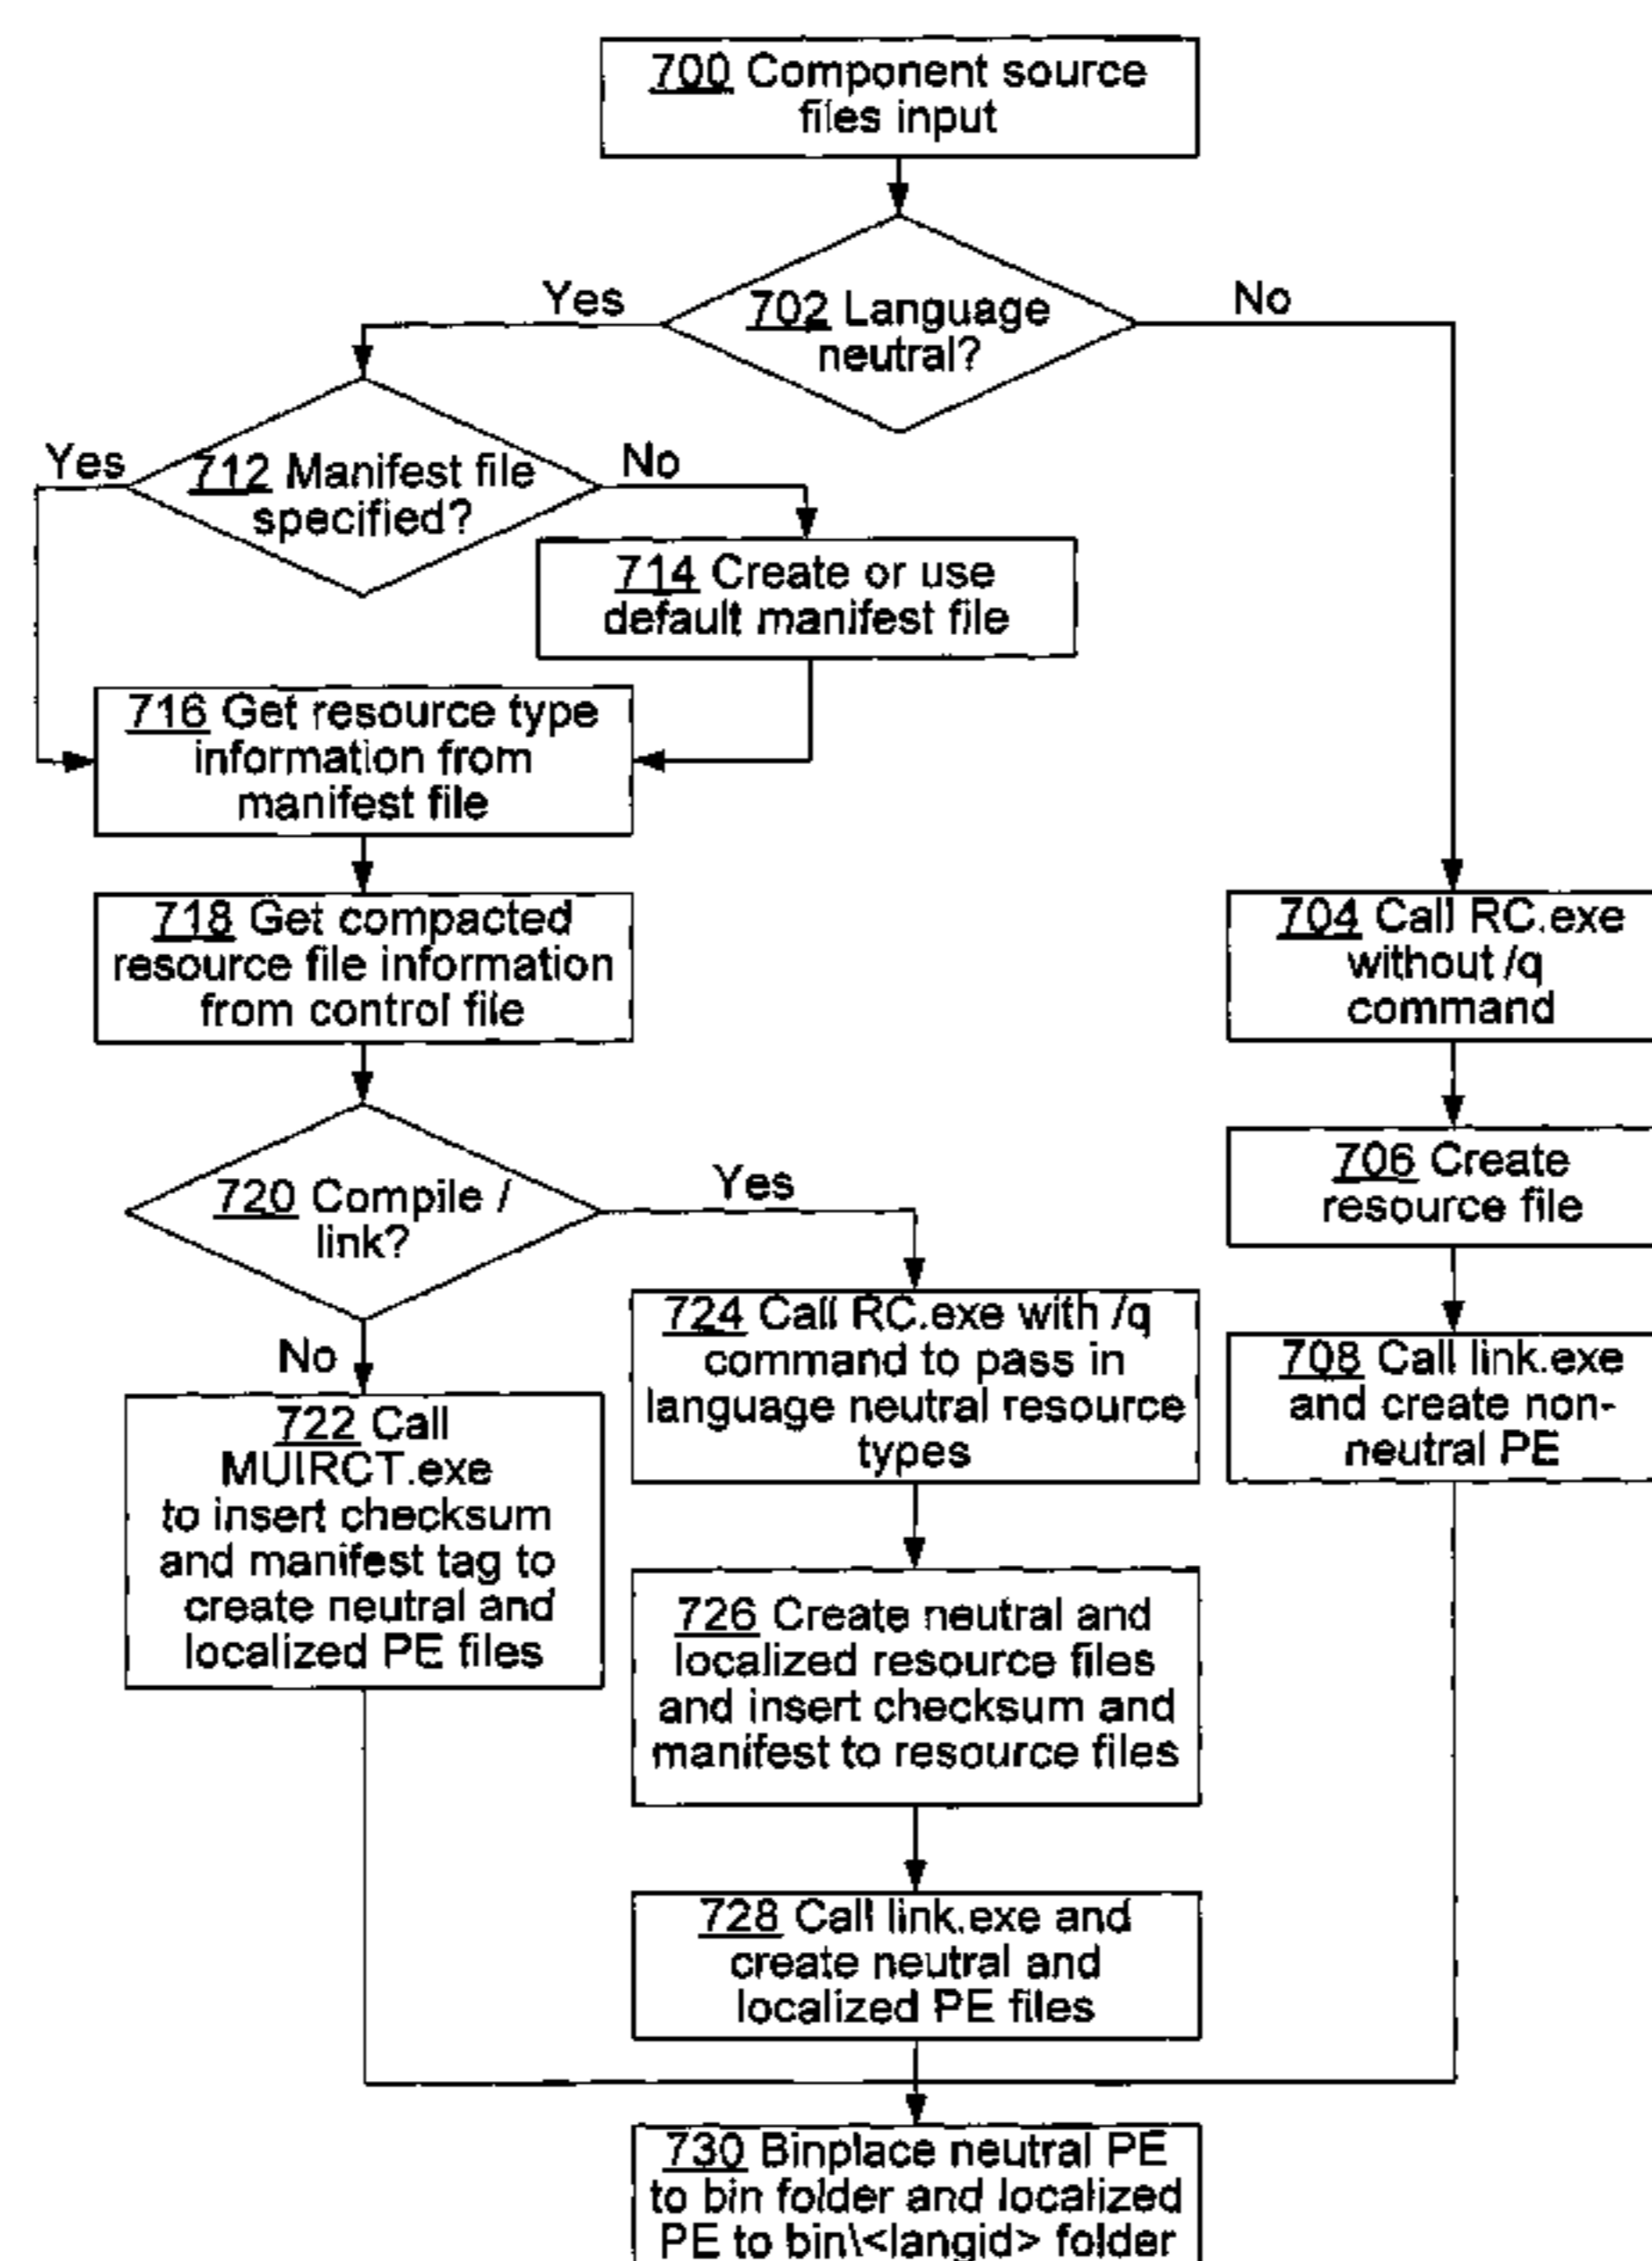 700 Component source
files input
Yes
702 Language
neutral?
No
Yes
712 Manifest file
specified?
No
714 Create or use
default manifest file
716 Get resource type
information from
manifest file
718 Get compacted
resource file information
from control file
704 Call RC.exe
without /q
command
720 Compile /
link?
Yes
706 Create
resource file
No
724 Call RC.exe with /q
command to pass in
language neutral resource
types
708 Call link.exe
and create non-
neutral PE
722 Call
MUIRCT.exe
to insert checksum
and manifest tag to
create neutral and
localized PE files
726 Create neutral and
localized resource files
and insert checksum and
manifest to resource files
728 Call link.exe and
create neutral and
localized PE files
730 Binplace neutral PE
to bin folder and localized
PE to bin\<langid> folder